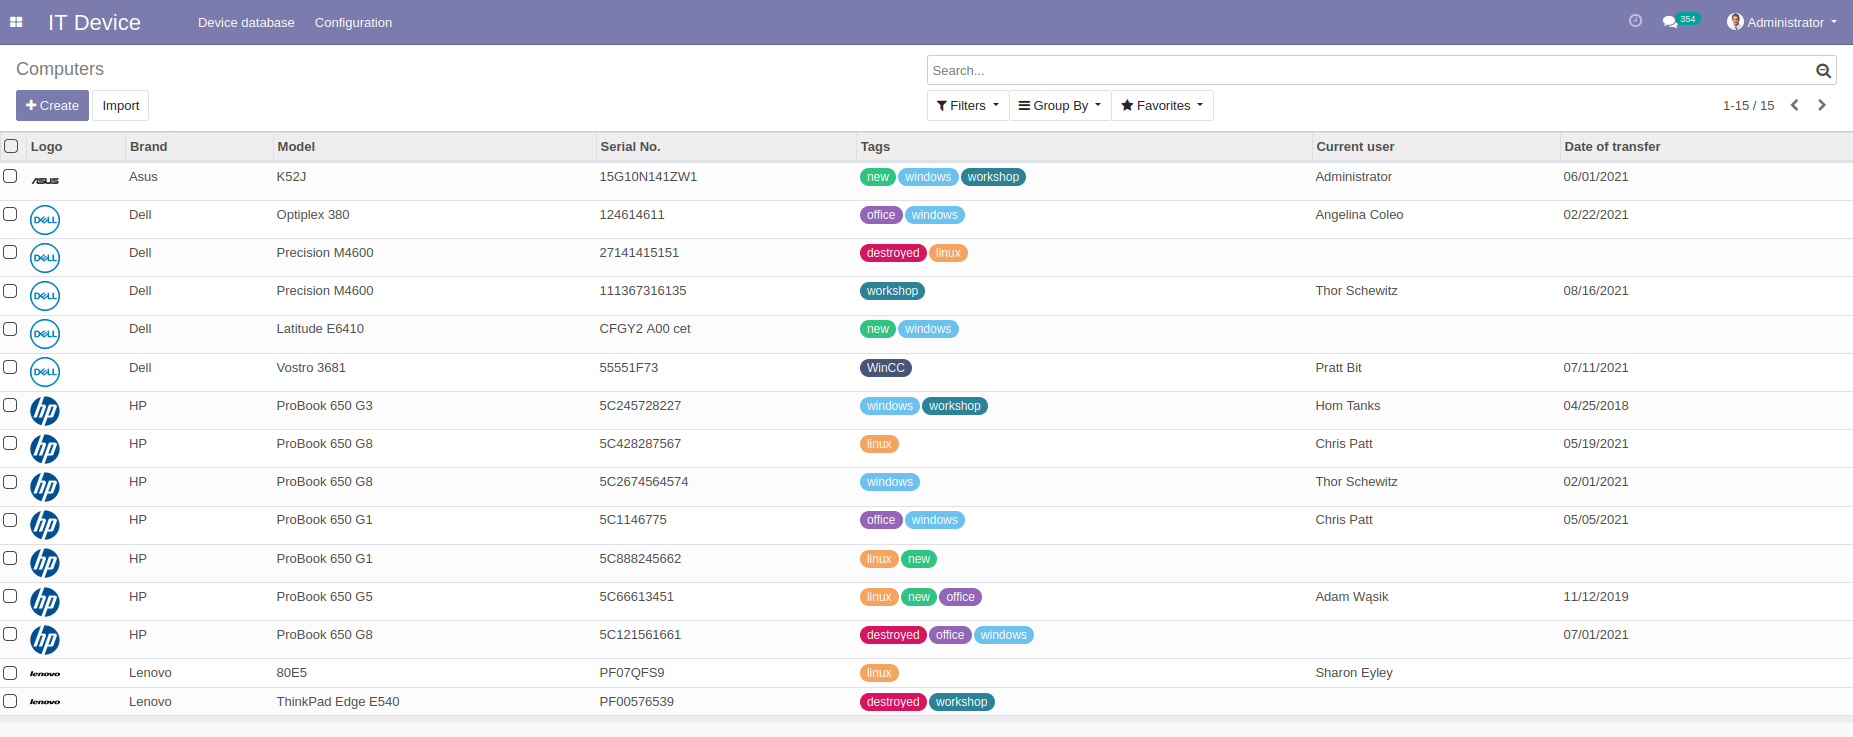 IT Device Device database Configuration 354 Administrator
Computers Search...
Create Import Filters Group By Favorites 1-15 / 15
Logo Brand Model Serial No. Tags Current user Date of transfer
ASUS Asus K52J 15G10N141ZW1 new windows workshop Administrator 06/01/2021
DELL Dell Optiplex 380 124614611 office windows Angelina Coleo 02/22/2021
DELL Dell Precision M4600 27141415151 destroyed linux
DELL Dell Precision M4600 111367316135 workshop Thor Schewitz 08/16/2021
DELL Dell Latitude E6410 CFGY2 A00 cet new windows
DELL Dell Vostro 3681 55551F73 WinCC Pratt Bit 07/11/2021
hp HP ProBook 650 G3 5C245728227 windows workshop Hom Tanks 04/25/2018
hp HP ProBook 650 G8 5C428287567 linux Chris Patt 05/19/2021
hp HP ProBook 650 G8 5C2674564574 windows Thor Schewitz 02/01/2021
hp HP ProBook 650 G1 5C1146775 office windows Chris Patt 05/05/2021
hp HP ProBook 650 G1 5C888245662 linux new
hp HP ProBook 650 G5 5C66613451 linux new office Adam Wąsik 11/12/2019
hp HP ProBook 650 G8 5C121561661 destroyed office windows 07/01/2021
lenovo Lenovo 80E5 PF07QFS9 linux Sharon Eyley
lenovo Lenovo ThinkPad Edge E540 PF00576539 destroyed workshop